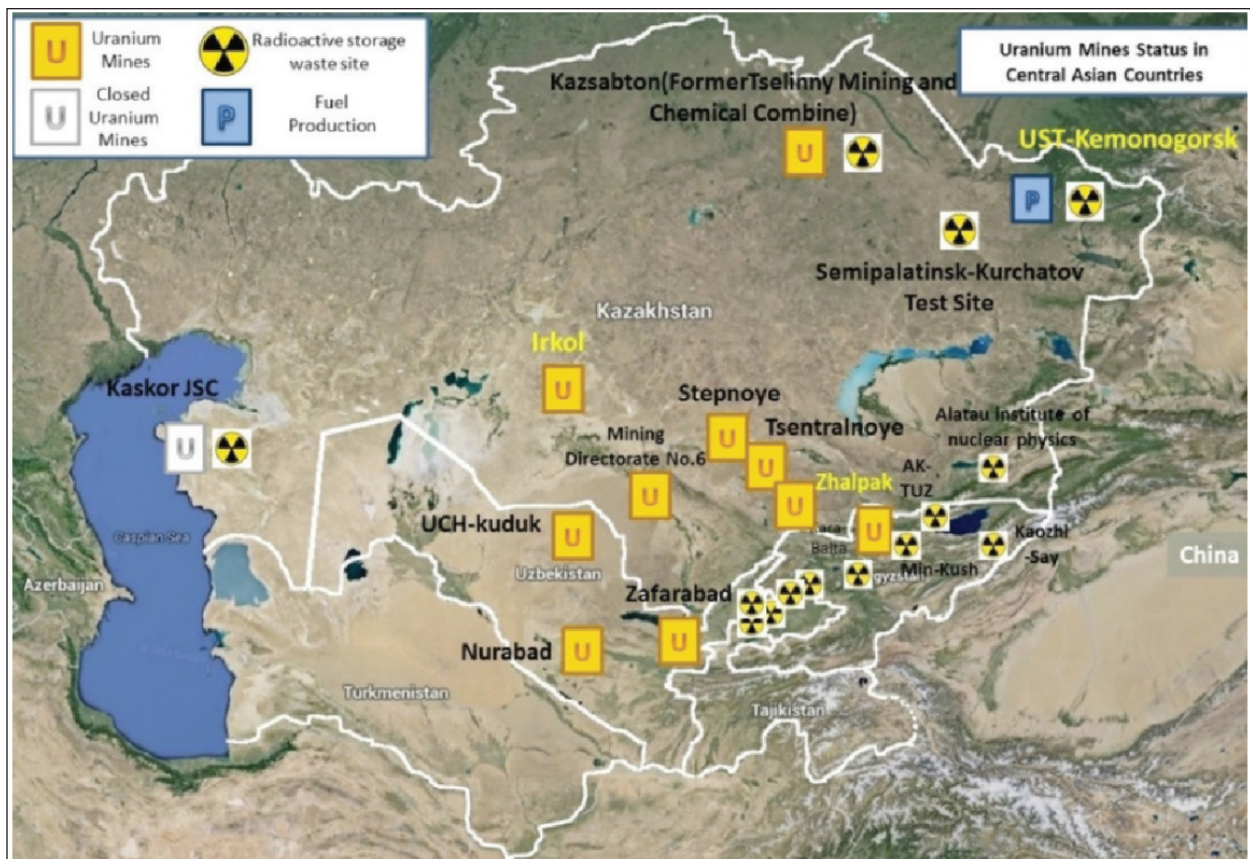 Uranium
Mines
Radioactive storage
waste site
Closed
Uranium
Mines
Fuel
Production
U
U
P
Uranium Mines Status in
Central Asian Countries
Kazsabton(FormerTselinny Mining and
Chemical Combine)
U
UST-Kemonogorsk
P
Semipalatinsk-Kurchatov
Test Site
Kazakhstan
Irkol
U
Kaskor JSC
U
Stepnoye
U
Tsentralnoye
U
Alatau Institute of
nuclear physics
Mining
Directorate No.6
U
Zhalpak
U
AK-
TUZ
U
Balta
UCH-kuduk
U
Kaozhi
-Say
Min-Kush
China
Caspian Sea
Azerbaijan
Uzbekistan
Zafarabad
U
Nurabad
U
Turkmenistan
Tajikistan